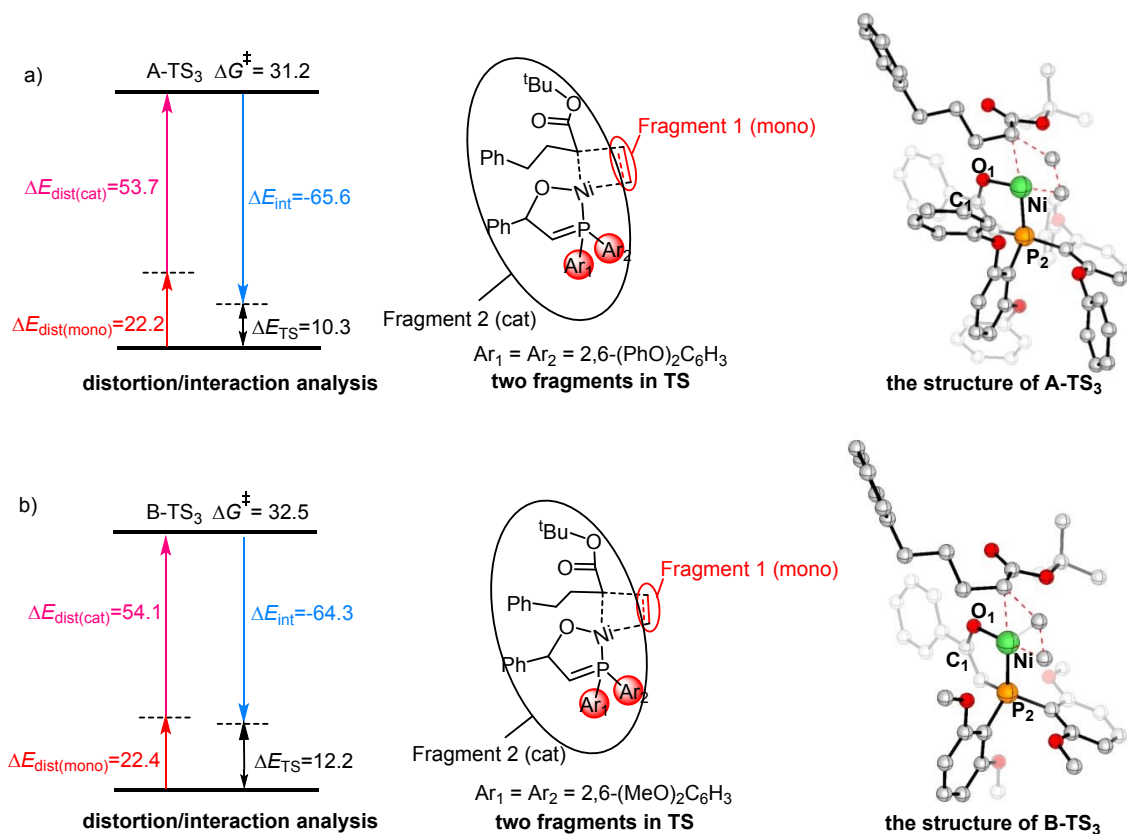 a)
A-TS3 ΔG‡ = 31.2
ΔEdist(cat)=53.7
ΔEint=-65.6
ΔEdist(mono)=22.2
ΔETS=10.3
distortion/interaction analysis
tBu
O
O
Fragment 1 (mono)
Ph
O
Ni
Ph
P
Ar1
Ar2
Fragment 2 (cat)
Ar1 = Ar2 = 2,6-(PhO)2C6H3
two fragments in TS
O1
C1
Ni
P2
the structure of A-TS3
b)
B-TS3 ΔG‡ = 32.5
ΔEdist(cat)=54.1
ΔEint=-64.3
ΔEdist(mono)=22.4
ΔETS=12.2
distortion/interaction analysis
tBu
O
O
Fragment 1 (mono)
Ph
O
Ni
Ph
P
Ar1
Ar2
Fragment 2 (cat)
Ar1 = Ar2 = 2,6-(MeO)2C6H3
two fragments in TS
O1
C1
Ni
P2
the structure of B-TS3